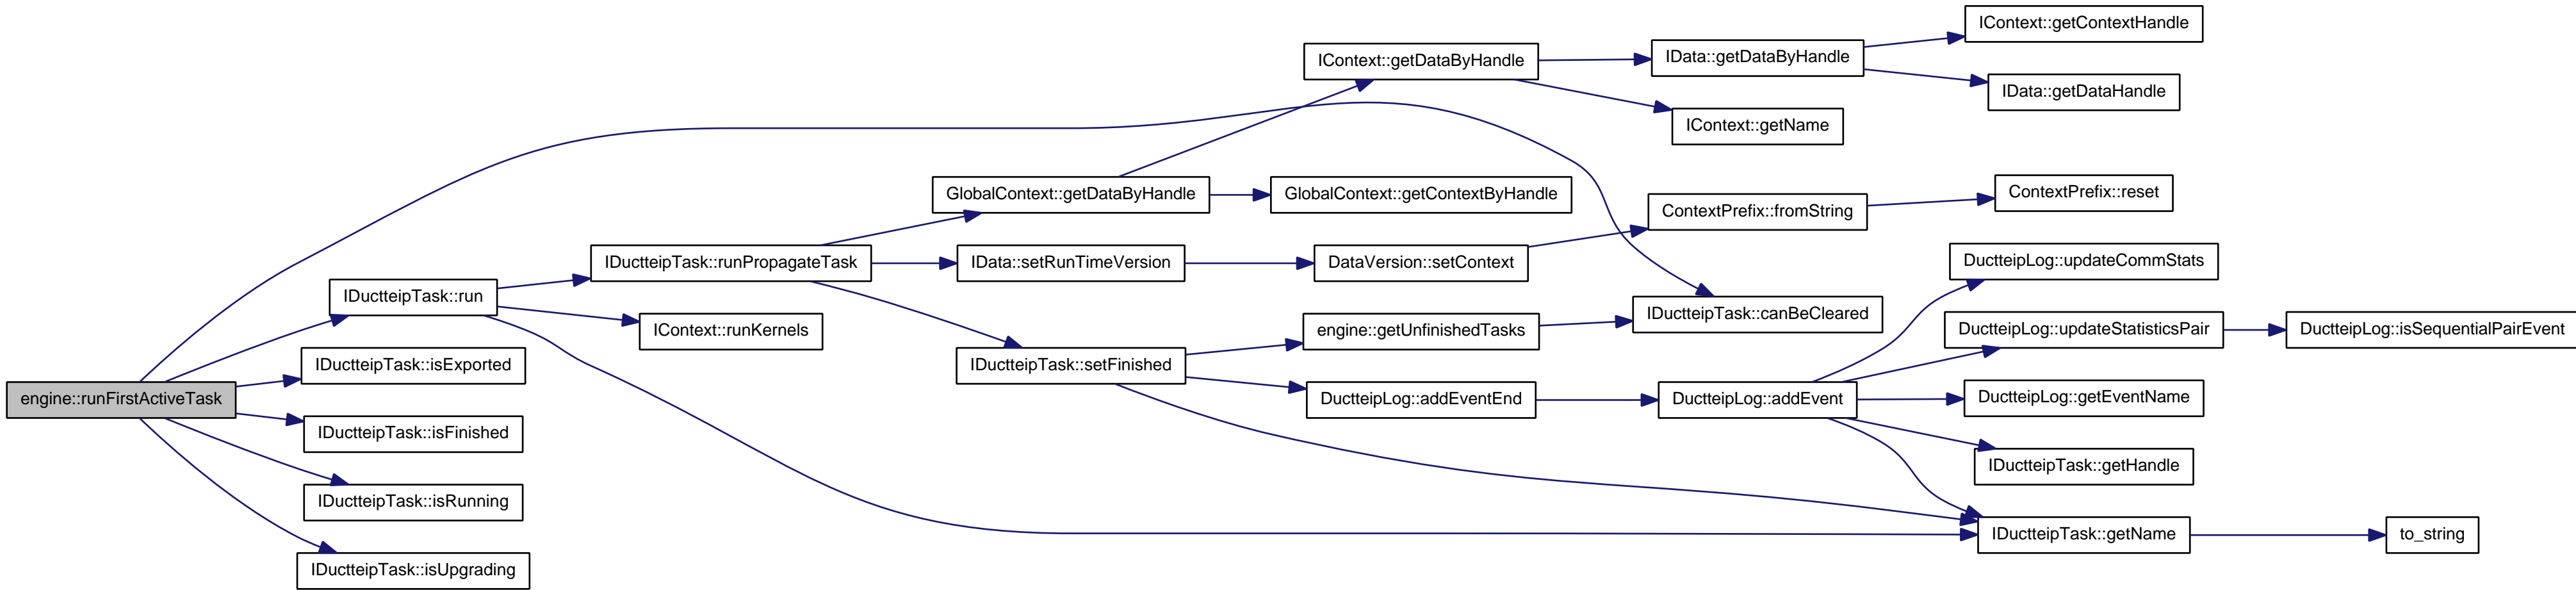 engine::runFirstActiveTask
IDuctteipTask::run
IDuctteipTask::isExported
IDuctteipTask::isFinished
IDuctteipTask::isRunning
IDuctteipTask::isUpgrading
IDuctteipTask::runPropagateTask
IContext::runKernels
GlobalContext::getDataByHandle
IData::setRunTimeVersion
IDuctteipTask::setFinished
IContext::getDataByHandle
GlobalContext::getContextByHandle
DataVersion::setContext
engine::getUnfinishedTasks
DuctteipLog::addEventEnd
IData::getDataByHandle
IContext::getName
ContextPrefix::fromString
IDuctteipTask::canBeCleared
DuctteipLog::addEvent
IContext::getContextHandle
IData::getDataHandle
ContextPrefix::reset
DuctteipLog::updateCommStats
DuctteipLog::updateStatisticsPair
DuctteipLog::getEventName
IDuctteipTask::getHandle
IDuctteipTask::getName
DuctteipLog::isSequentialPairEvent
to_string